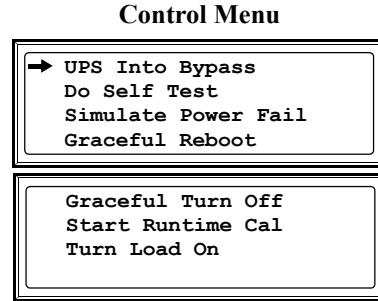 Control Menu
UPS Into Bypass
Do Self Test
Simulate Power Fail
Graceful Reboot
Graceful Turn Off
Start Runtime Cal
Turn Load On